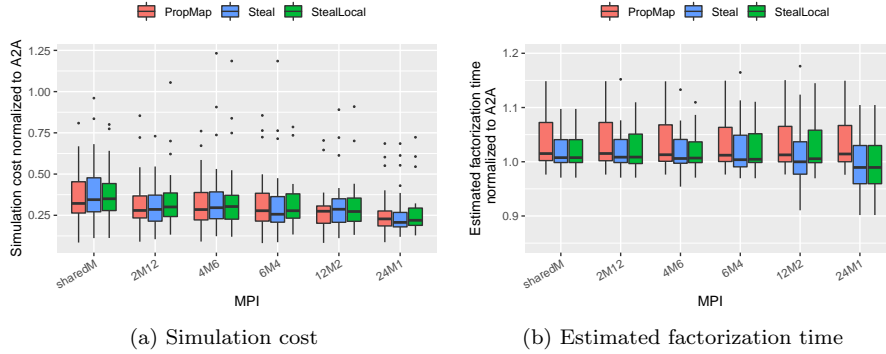 PropMap Steal StealLocal
Simulation cost normalized to A2A
1.25
1.00
0.75
0.50
0.25
sharedM 2M12 4M6 6M4 12M2 24M1
MPI
(a) Simulation cost
PropMap Steal StealLocal
Estimated factorization time
normalized to A2A
1.2
1.1
1.0
0.9
sharedM 2M12 4M6 6M4 12M2 24M1
MPI
(b) Estimated factorization time